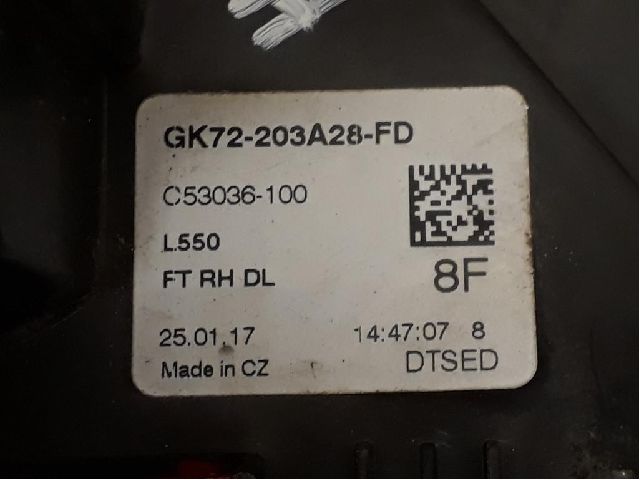 GK72-203A28-FD
C53036-100
L550
FT RH DL
8F
25.01.17 14:47:07 8
Made in CZ DTSED